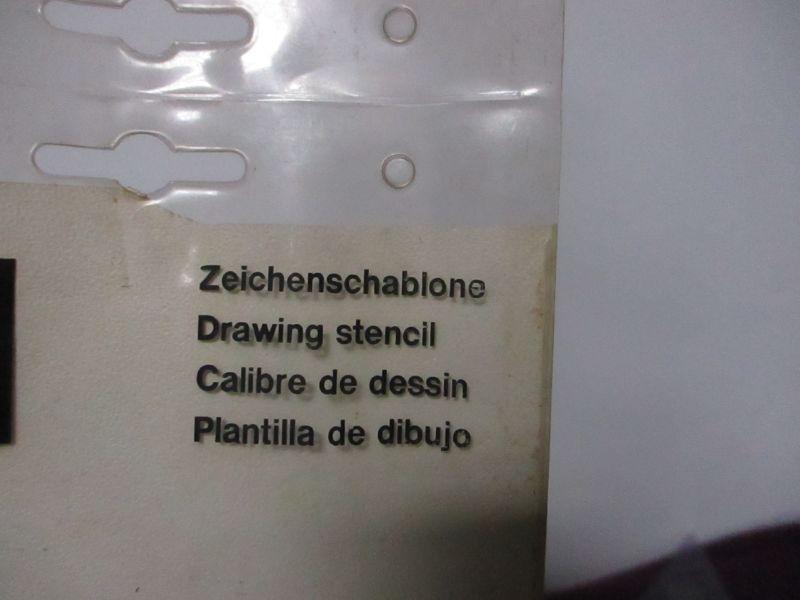 Zeichenschablone
Drawing stencil
Calibre de dessin
Plantilla de dibujo